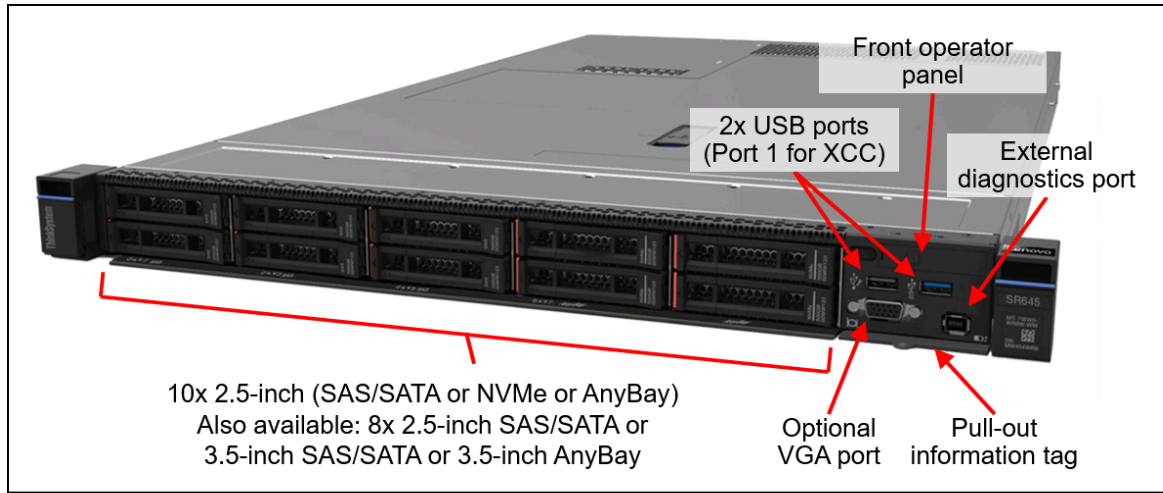 Front operator
panel
2x USB ports
(Port 1 for XCC)
External
diagnostics port
ThinkSystem
Lenovo
SR645
10x 2.5-inch (SAS/SATA or NVMe or AnyBay)
Also available: 8x 2.5-inch SAS/SATA or
3.5-inch SAS/SATA or 3.5-inch AnyBay
Optional
VGA port
Pull-out
information tag